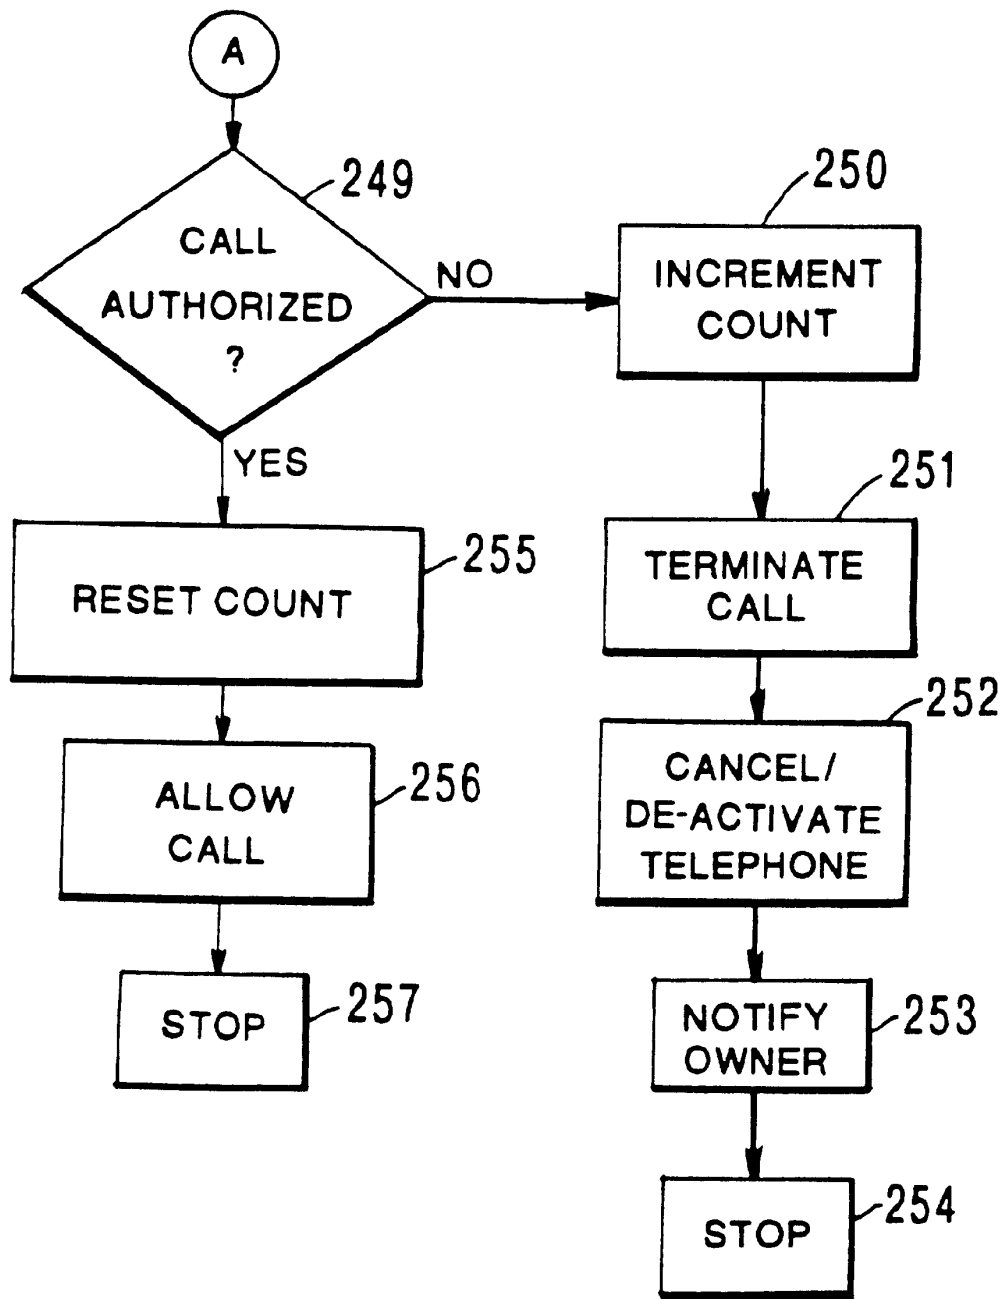 A
249
CALL
AUTHORIZED
?
NO
YES
250
INCREMENT
COUNT
251
TERMINATE
CALL
255
RESET COUNT
252
CANCEL/
DE-ACTIVATE
TELEPHONE
256
ALLOW
CALL
253
NOTIFY
OWNER
257
STOP
254
STOP